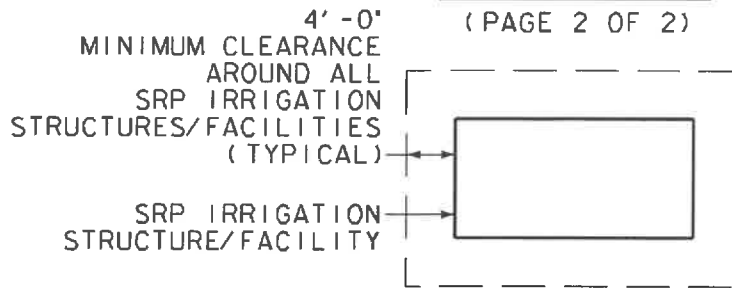 4'-0"
MINIMUM CLEARANCE
AROUND ALL
SRP IRRIGATION
STRUCTURES/FACILITIES
(TYPICAL)
SRP IRRIGATION
STRUCTURE/FACILITY
(PAGE 2 OF 2)